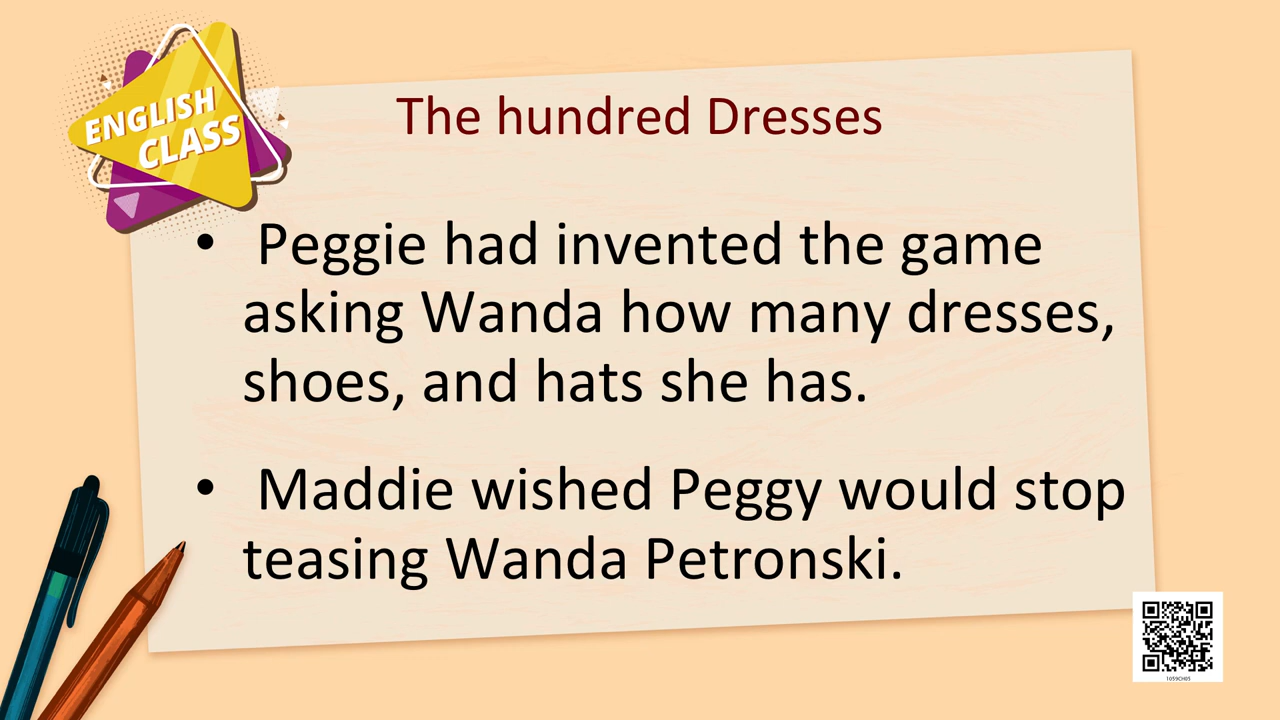 ENGLISH
CLASS
The hundred Dresses
• Peggie had invented the game
asking Wanda how many dresses,
shoes, and hats she has.
• Maddie wished Peggy would stop
teasing Wanda Petronski.
1059CH05